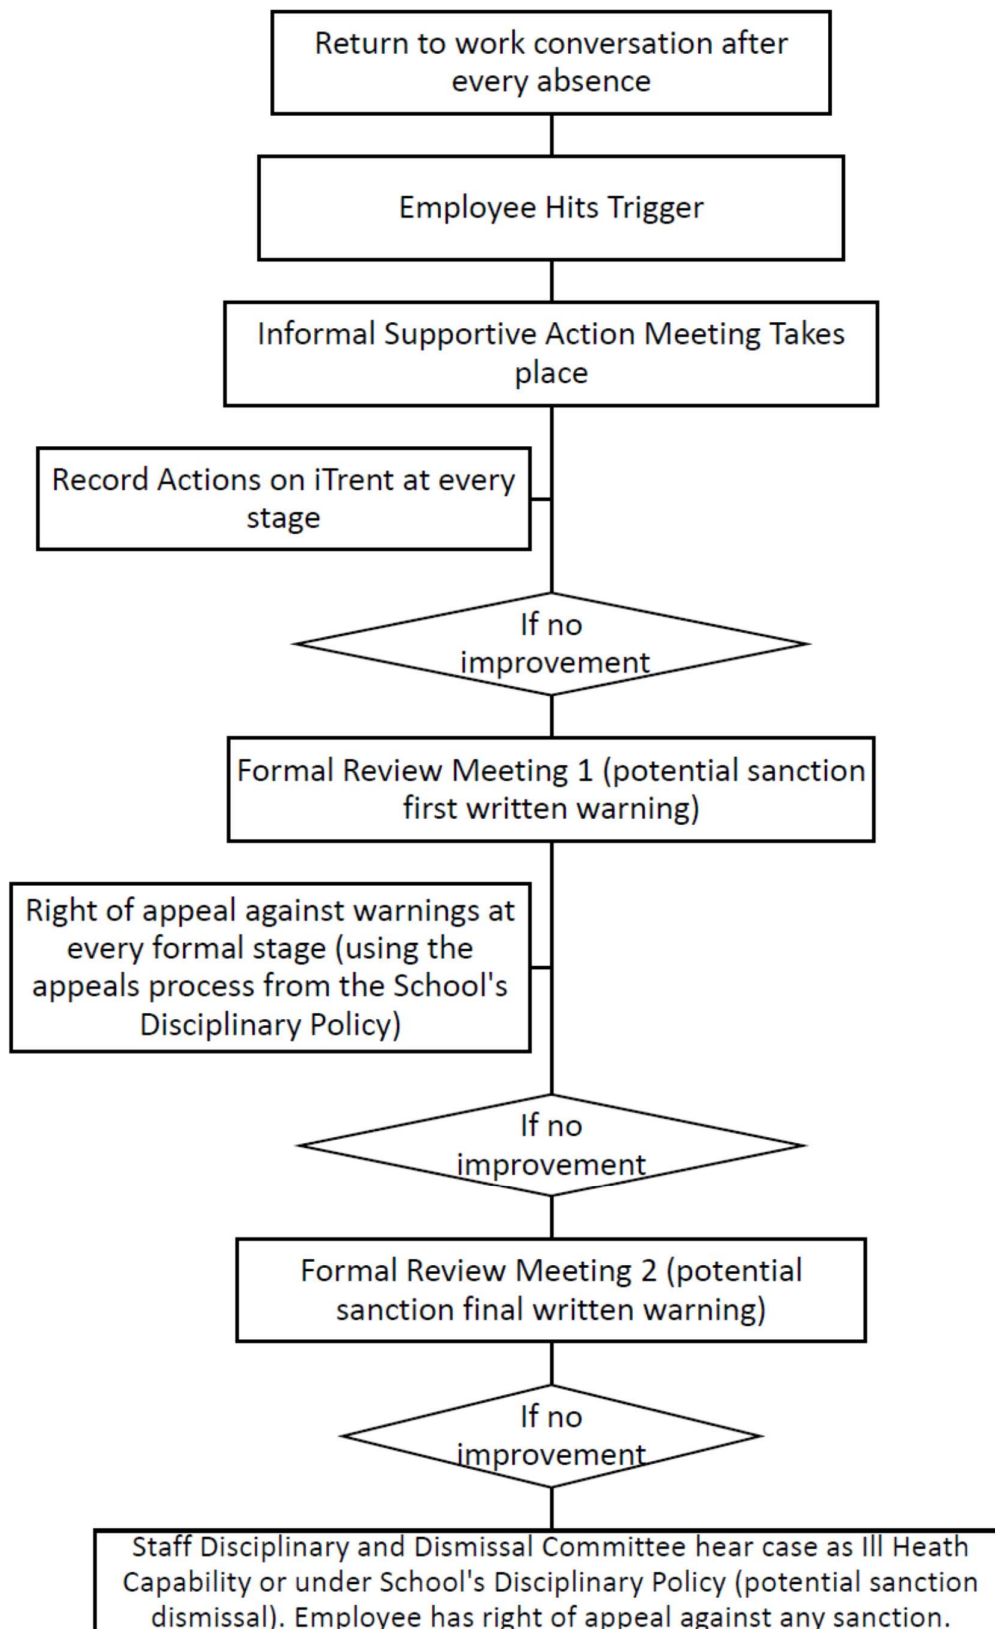 Return to work conversation after
every absence
Employee Hits Trigger
Informal Supportive Action Meeting Takes
place
Record Actions on iTrent at every
stage
If no
improvement
Formal Review Meeting 1 (potential sanction
first written warning)
Right of appeal against warnings at
every formal stage (using the
appeals process from the School's
Disciplinary Policy)
If no
improvement
Formal Review Meeting 2 (potential
sanction final written warning)
If no
improvement
Staff Disciplinary and Dismissal Committee hear case as Ill Heath
Capability or under School's Disciplinary Policy (potential sanction
dismissal). Employee has right of appeal against any sanction.